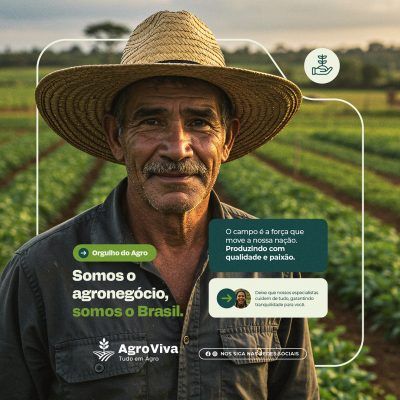 Orgulho do Agro
Somos o
agronegócio,
somos o Brasil.
O campo é a força que
move a nossa nação.
Produzindo com
qualidade e paixão.
Deixe que nossos especialistas
cuidem de tudo, garantindo
tranquilidade para você.
AgroViva
Tudo em Agro
NOS SIGA NAS REDES SOCIAIS